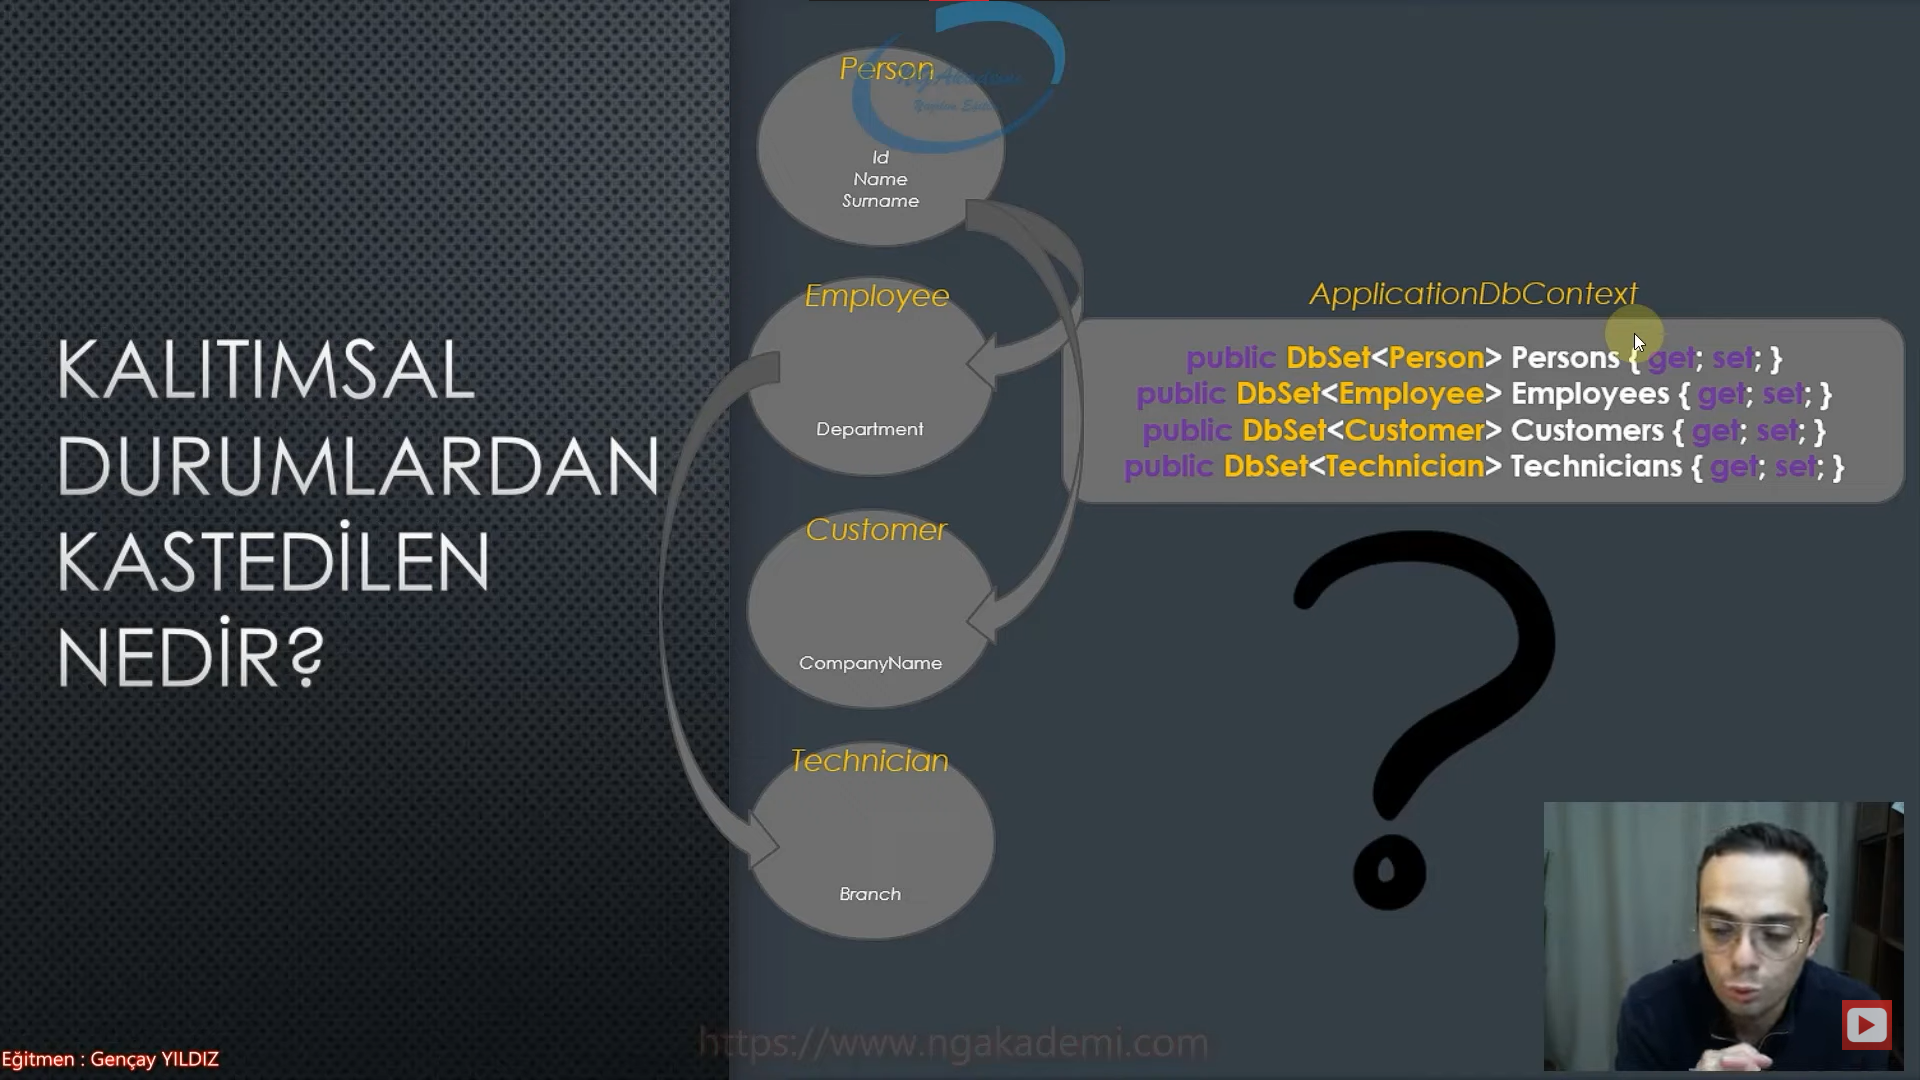 KALITIMSAL
DURUMLARDAN
KASTEDİLEN
NEDİR?
Person
Id
Name
Surname
Employee
Department
Customer
CompanyName
Technician
Branch
ApplicationDbContext
public DbSet<Person> Persons { get; set; }
public DbSet<Employee> Employees { get; set; }
public DbSet<Customer> Customers { get; set; }
public DbSet<Technician> Technicians { get; set; }
?
https://www.ngakademi.com
Eğitmen : Gençay YILDIZ